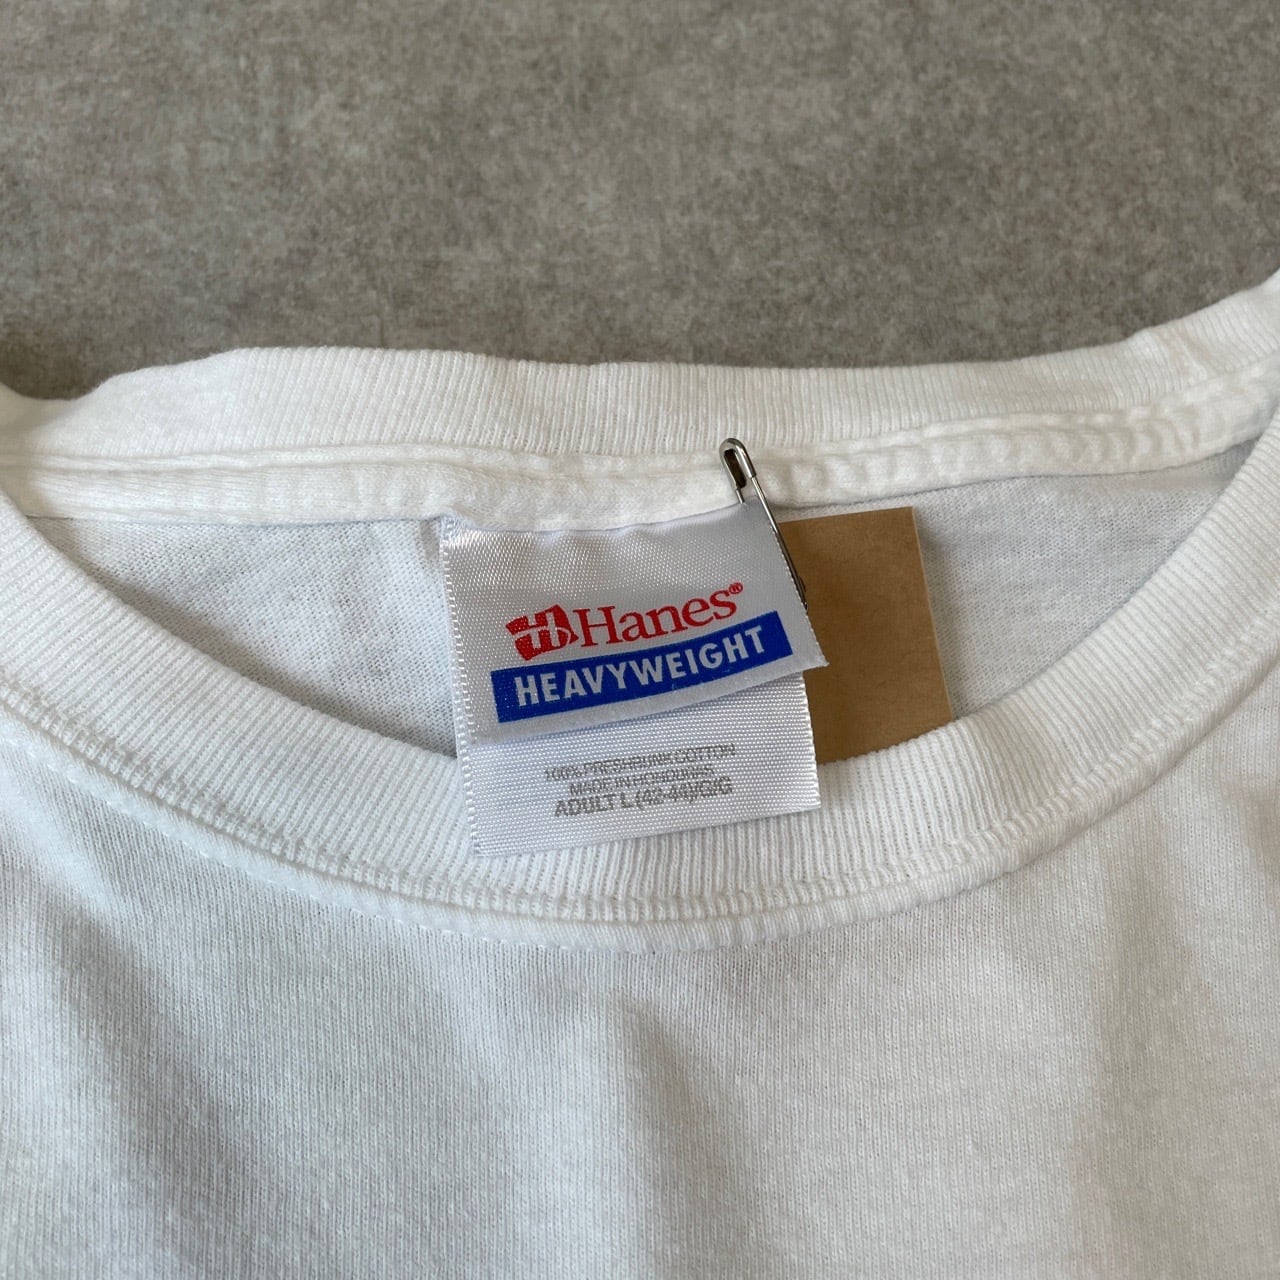 Hanes®
HEAVYWEIGHT
100% PRESHRUNK COTTON
MADE IN HONDURAS
ADULT L (42-44)/G/G